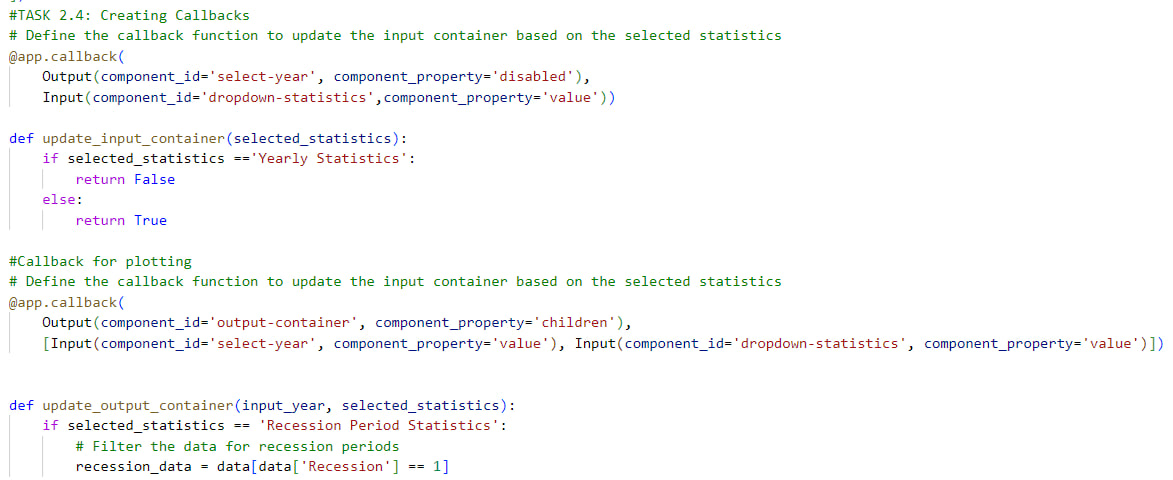 #TASK 2.4: Creating Callbacks
# Define the callback function to update the input container based on the selected statistics
@app.callback(
    Output(component_id='select-year', component_property='disabled'),
    Input(component_id='dropdown-statistics',component_property='value'))
def update_input_container(selected_statistics):
    if selected_statistics =='Yearly Statistics':
        return False
    else:
        return True
#Callback for plotting
# Define the callback function to update the input container based on the selected statistics
@app.callback(
    Output(component_id='output-container', component_property='children'),
    [Input(component_id='select-year', component_property='value'), Input(component_id='dropdown-statistics', component_property='value')])
def update_output_container(input_year, selected_statistics):
    if selected_statistics == 'Recession Period Statistics':
        # Filter the data for recession periods
        recession_data = data[data['Recession'] == 1]